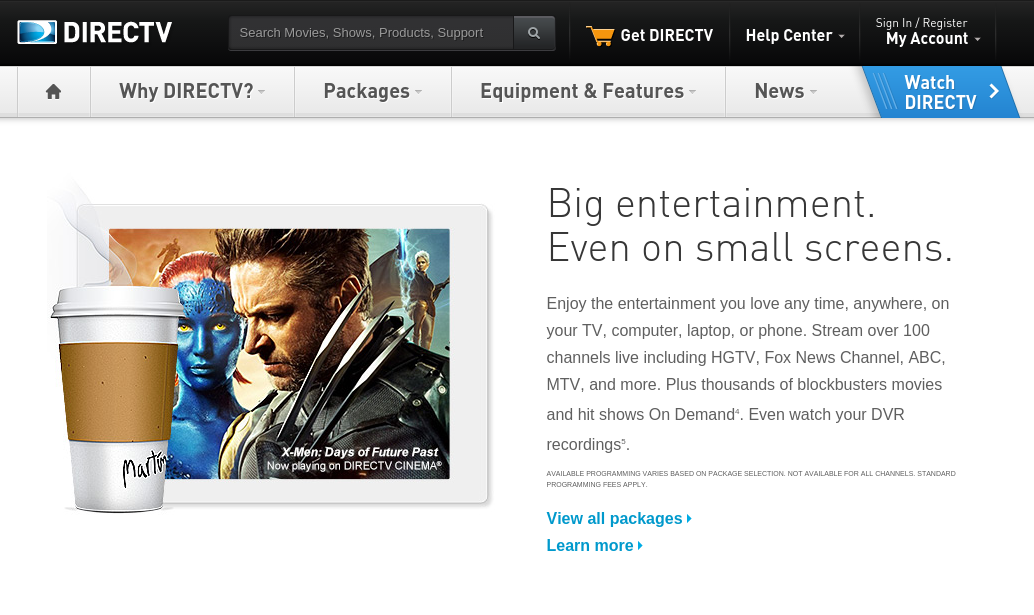 DIRECTV
Search Movies, Shows, Products, Support
Get DIRECTV
Help Center
Sign In / Register
My Account
Why DIRECTV?
Packages
Equipment & Features
News
Watch
DIRECTV
Big entertainment.
Even on small screens.
Enjoy the entertainment you love any time, anywhere, on
your TV, computer, laptop, or phone. Stream over 100
channels live including HGTV, Fox News Channel, ABC,
MTV, and more. Plus thousands of blockbusters movies
and hit shows On Demand4. Even watch your DVR
recordings5.
AVAILABLE PROGRAMMING VARIES BASED ON PACKAGE SELECTION. NOT AVAILABLE FOR ALL CHANNELS. STANDARD
PROGRAMMING FEES APPLY.
View all packages
Learn more
X-Men: Days of Future Past
Now playing on DIRECTV CINEMA®